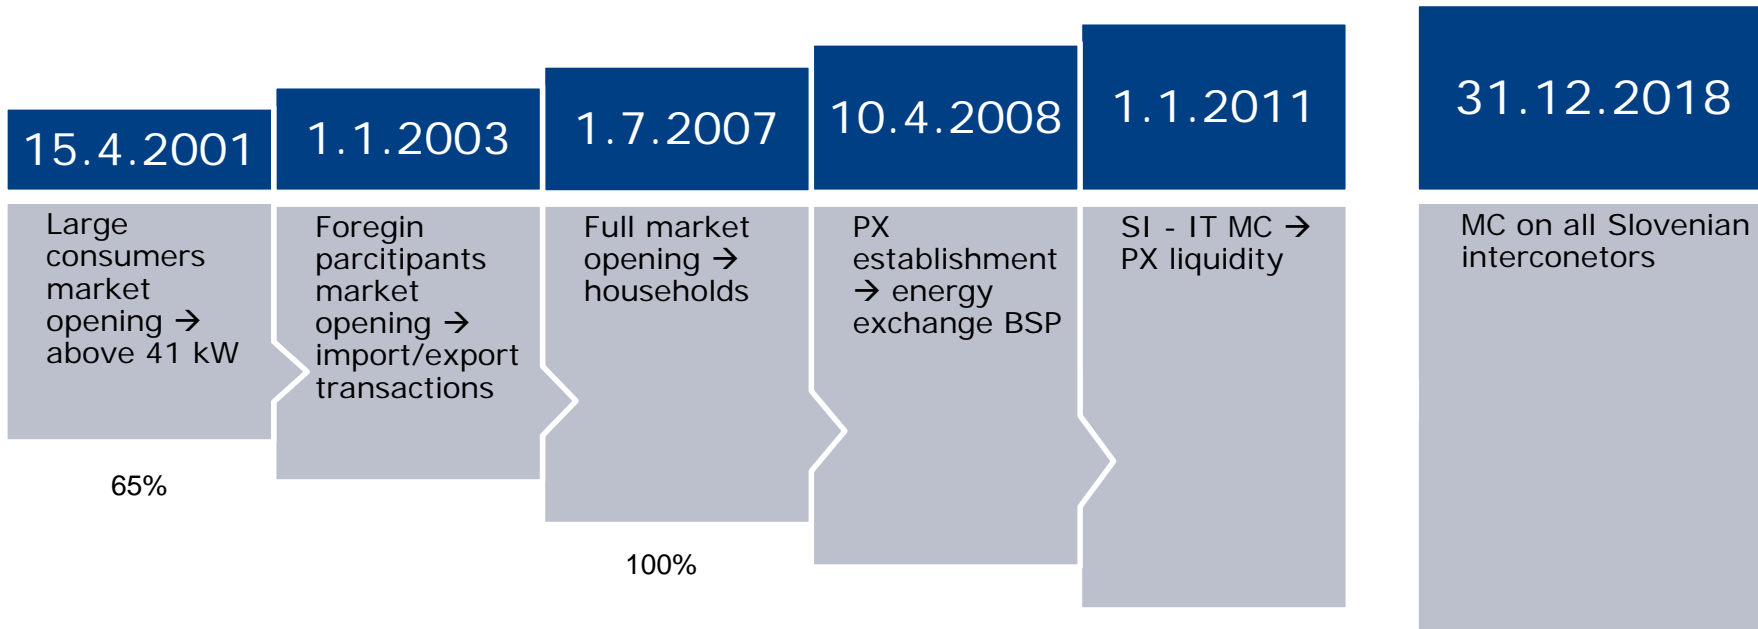 15.4.2001
Large
consumers
market
opening →
above 41 kW
65%
1.1.2003
Foregin
parcitipants
market
opening →
import/export
transactions
1.7.2007
Full market
opening →
households
100%
10.4.2008
PX
establishment
→ energy
exchange BSP
1.1.2011
SI - IT MC →
PX liquidity
31.12.2018
MC on all Slovenian
interconetors